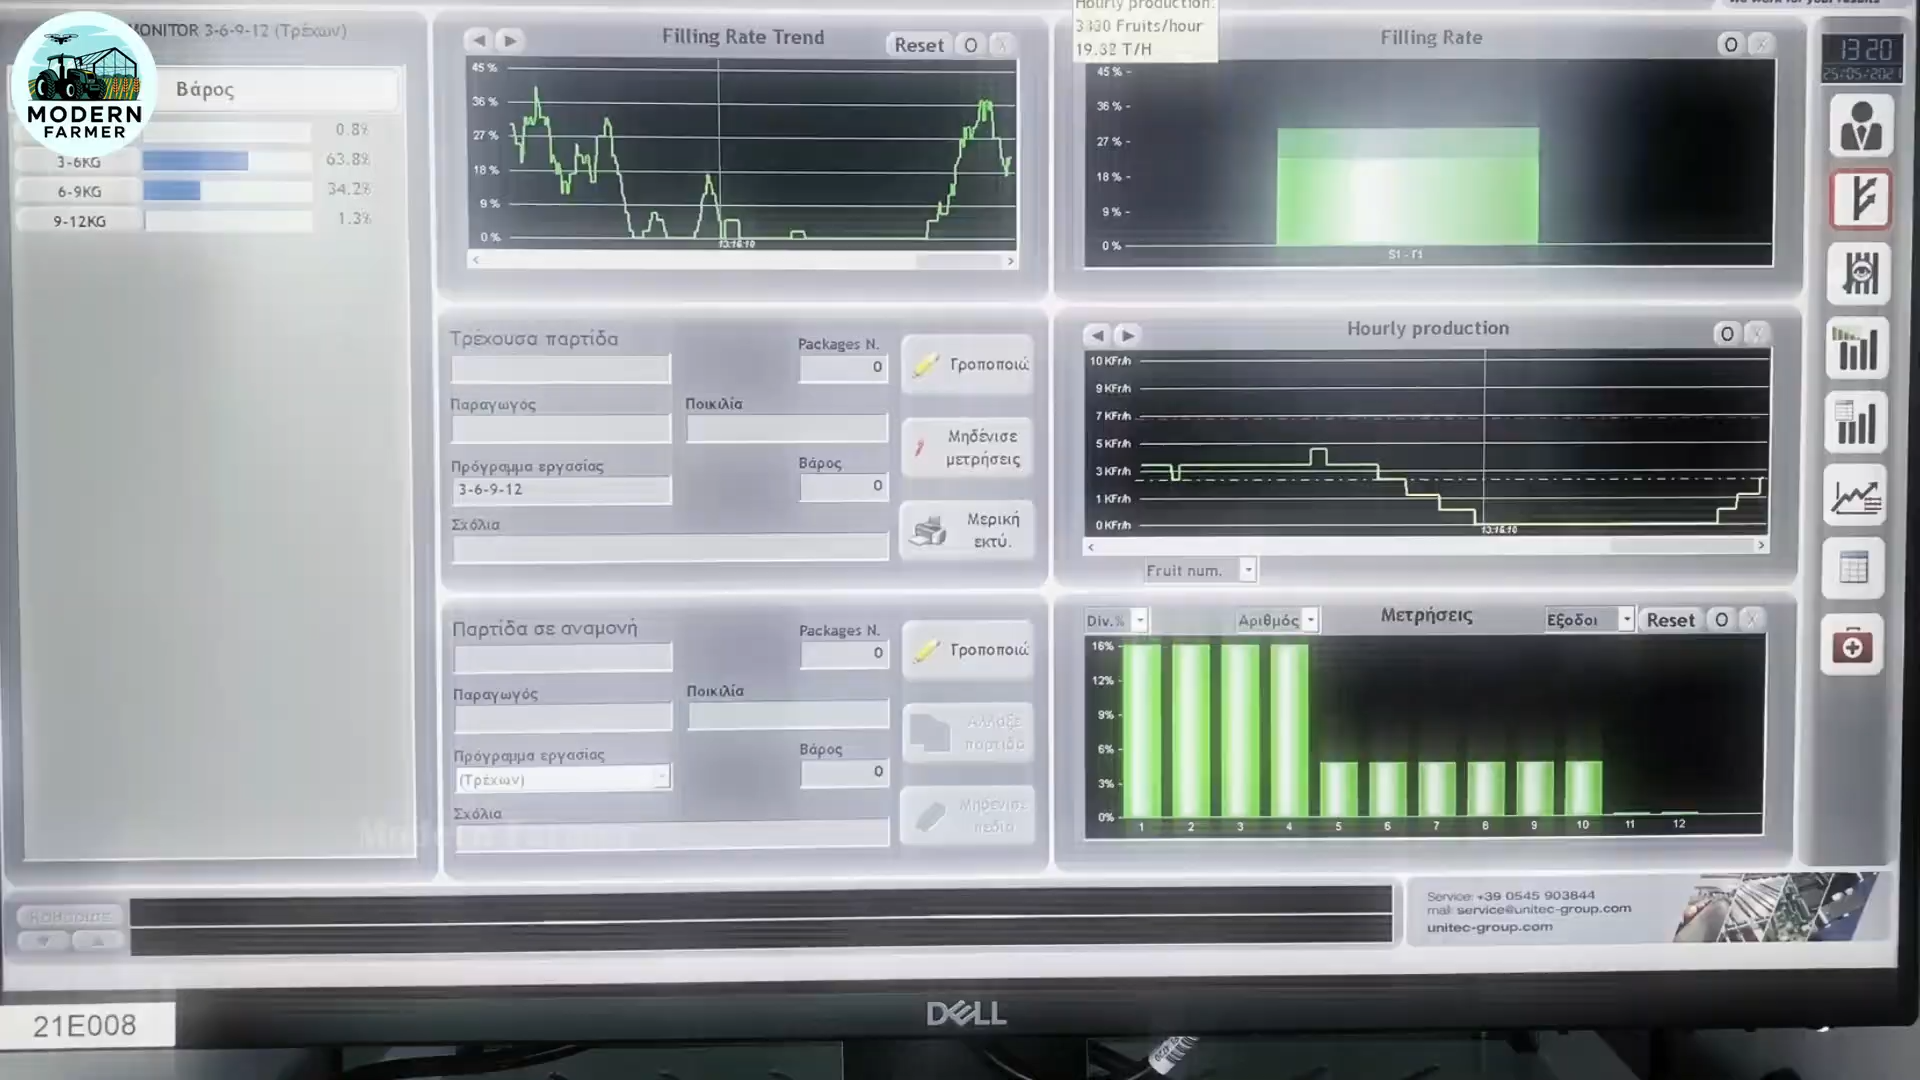 MODERN
FARMER
MONITOR 3-6-9-12 (Τρέχων)
Βάρος
0.8%
3-6KG 63.8%
6-9KG 34.2%
9-12KG 1.3%
Filling Rate Trend
Reset O X
45 %
36 %
27 %
18 %
9 %
0 %
13:16:10
Hourly production:
Fruits/hour
T/H
Filling Rate
O X
45 %
36 %
27 %
18 %
9 %
0 %
13 20
Τρέχουσα παρτίδα
Packages N.
0
Γροποποιώ
Παραγωγός
Ποικιλία
Μηδένισε
μετρήσεις
Πρόγραμμα εργασίας
3-6-9-12
Βάρος
0
Σχόλια
Μερική
εκτύ.
Hourly production
O X
10 KFr/h
9 KFr/h
7 KFr/h
5 KFr/h
3 KFr/h
1 KFr/h
0 KFr/h
13:16:10
Fruit num.
Παρτίδα σε αναμονή
Packages N.
0
Γροποποιώ
Παραγωγός
Ποικιλία
Αλλαξε
παρτίδα
Πρόγραμμα εργασίας
(Τρέχων)
Βάρος
0
Σχόλια
Μηδένισε
πεδία
Div.%
Αριθμός
Μετρήσεις
Εξοδοι
Reset O X
16%
12%
9%
6%
3%
0%
1 2 3 4 5 6 7 8 9 10 11 12
Service: +39 0545 903844
mail: service@unitec-group.com
unitec-group.com
DELL
21E008